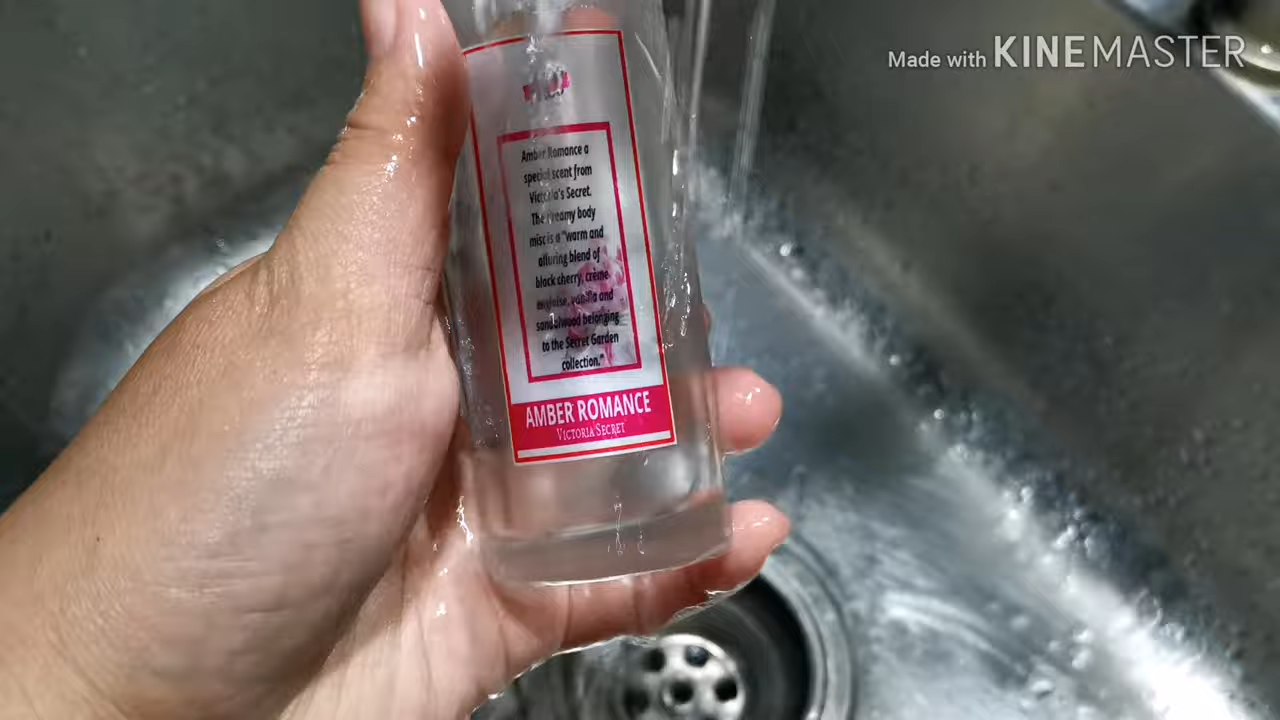 Made with KINEMASTER
Amber Romance a
special scent from
Victoria's Secret.
The creamy body
misc is a "warm and
alluring blend of
black cherry, crème
anglaise, vanilla and
sandalwood belonging
to the Secret Garden
collection."
AMBER ROMANCE
VICTORIA SECRET